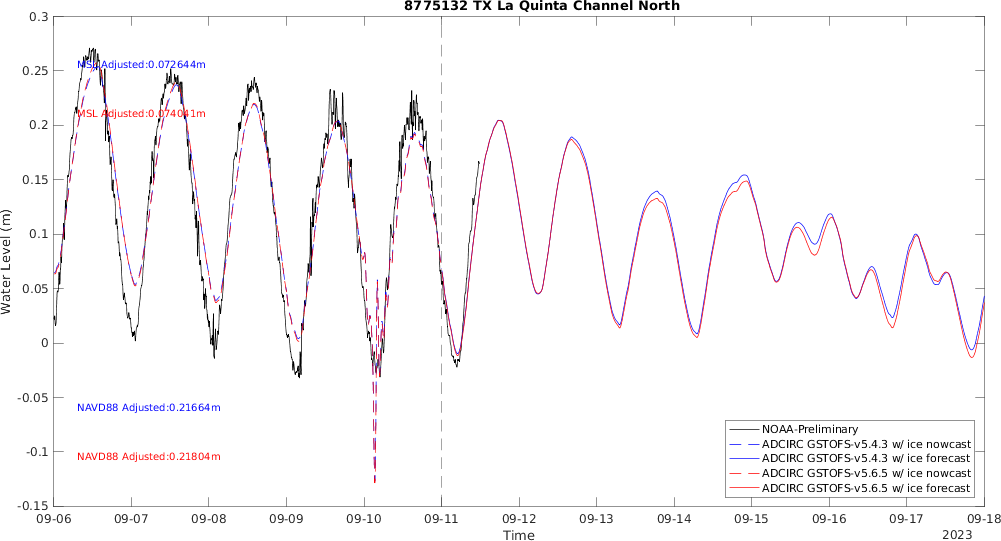 8775132 TX La Quinta Channel North
0.3
0.25
0.2
0.15
0.1
0.05
0
-0.05
-0.1
-0.15
Water Level (m)
MSL Adjusted:0.072644m
MSL Adjusted:0.074041m
NAVD88 Adjusted:0.21664m
NAVD88 Adjusted:0.21804m
NOAA-Preliminary
ADCIRC GSTOFS-v5.4.3 w/ ice nowcast
ADCIRC GSTOFS-v5.4.3 w/ ice forecast
ADCIRC GSTOFS-v5.6.5 w/ ice nowcast
ADCIRC GSTOFS-v5.6.5 w/ ice forecast
09-06 09-07 09-08 09-09 09-10 09-11 09-12 09-13 09-14 09-15 09-16 09-17 09-18
Time
2023